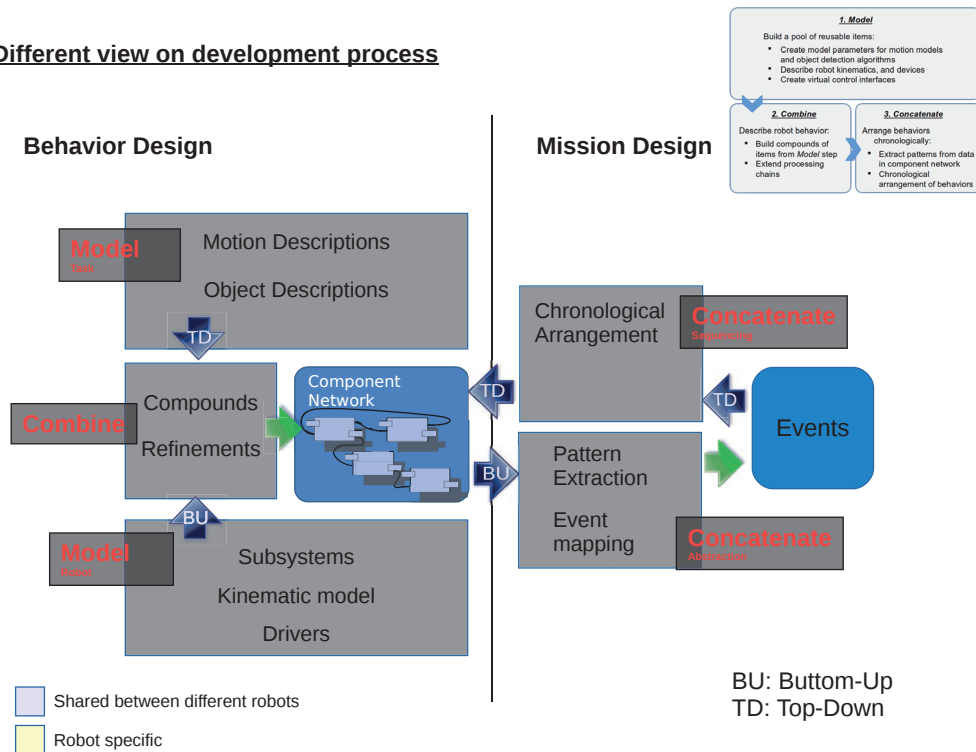 Different view on development process
1. Model
Build a pool of reusable items:
▪ Create model parameters for motion models
and object detection algorithms
▪ Describe robot kinematics, and devices
▪ Create virtual control interfaces
2. Combine
Describe robot behavior:
▪ Build compounds of
items from Model step
▪ Extend processing
chains
3. Concatenate
Arrange behaviors
chronologically:
▪ Extract patterns from data
in component network
▪ Chronological
arrangement of behaviors
Behavior Design
Mission Design
Model
Task
Motion Descriptions
Object Descriptions
TD
Combine
Compounds
Refinements
Component
Network
BU
Model
Robot
Subsystems
Kinematic model
Drivers
TD
BU
Chronological
Arrangement
Concatenate
Sequencing
TD
Events
Pattern
Extraction
Event
mapping
Concatenate
Abstraction
Shared between different robots
Robot specific
BU: Buttom-Up
TD: Top-Down